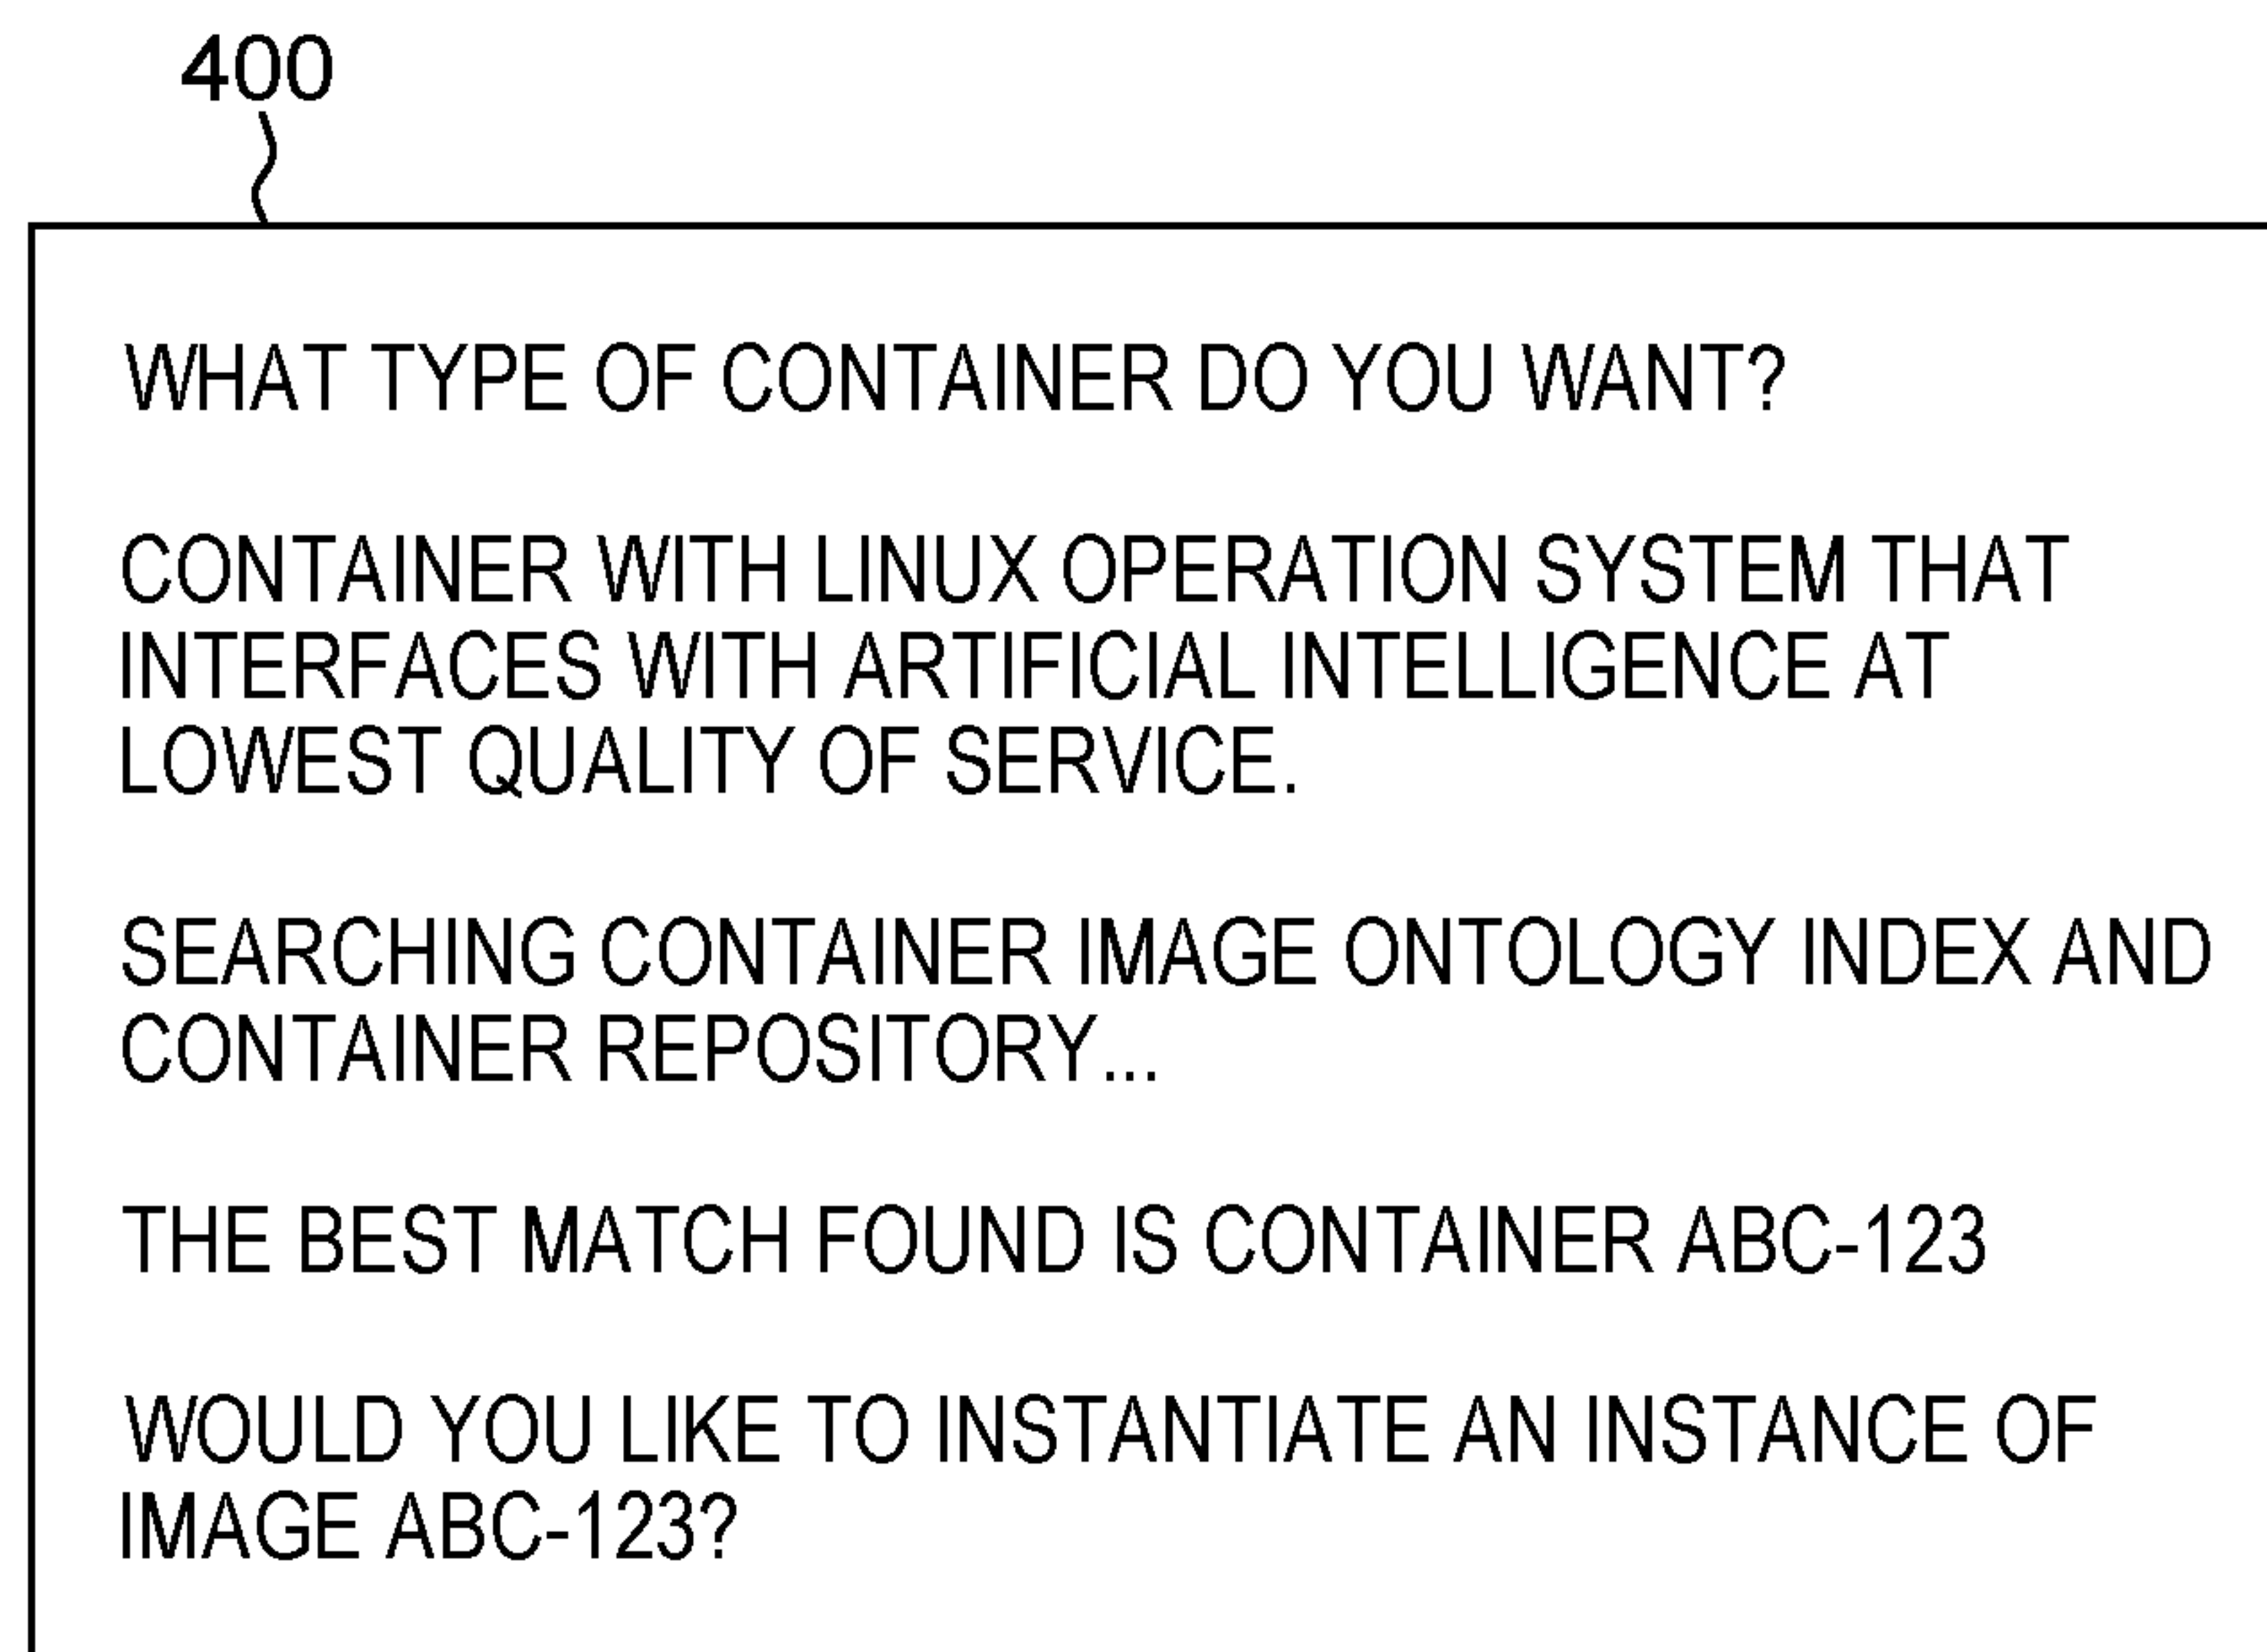 400
WHAT TYPE OF CONTAINER DO YOU WANT?
CONTAINER WITH LINUX OPERATION SYSTEM THAT
INTERFACES WITH ARTIFICIAL INTELLIGENCE AT
LOWEST QUALITY OF SERVICE.
SEARCHING CONTAINER IMAGE ONTOLOGY INDEX AND
CONTAINER REPOSITORY...
THE BEST MATCH FOUND IS CONTAINER ABC-123
WOULD YOU LIKE TO INSTANTIATE AN INSTANCE OF
IMAGE ABC-123?